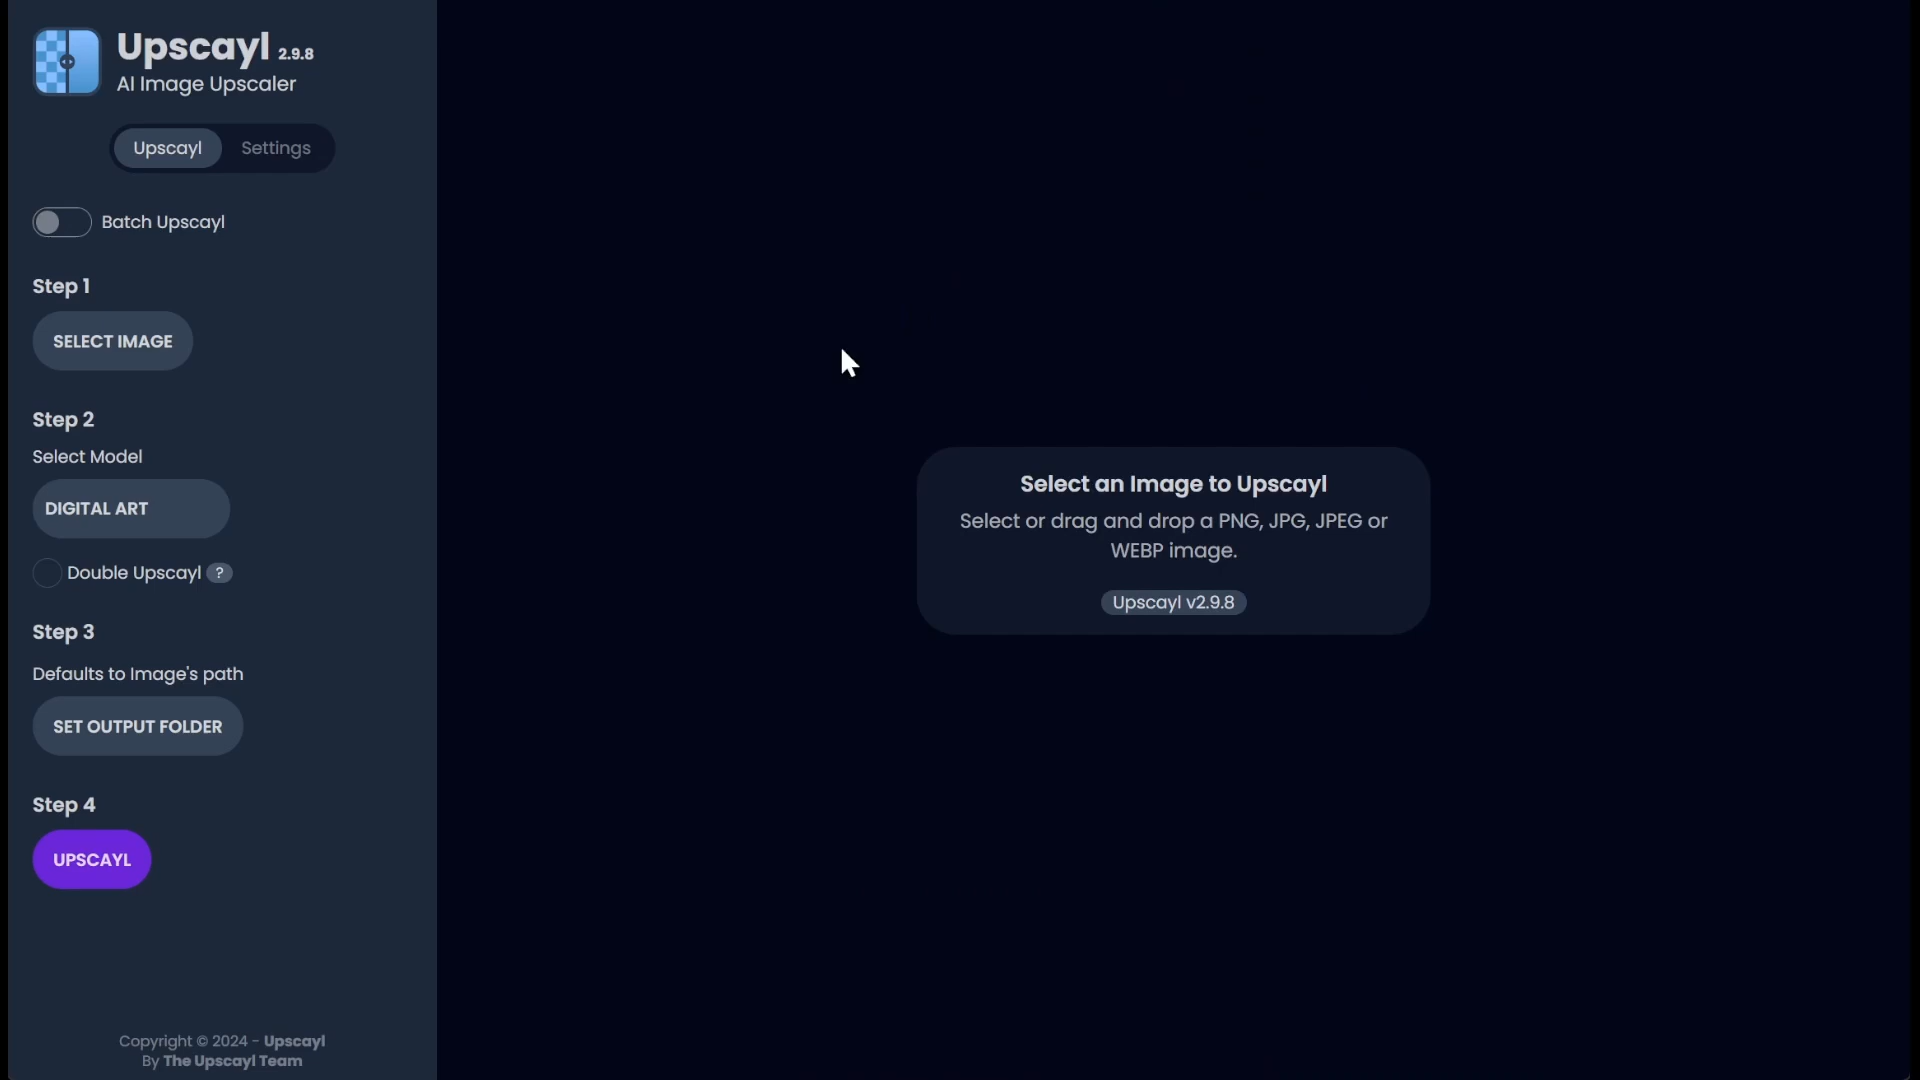 Upscayl 2.9.8
AI Image Upscaler
Upscayl Settings
Batch Upscayl
Step 1
SELECT IMAGE
Step 2
Select Model
DIGITAL ART
Double Upscayl ?
Step 3
Defaults to Image's path
SET OUTPUT FOLDER
Step 4
UPSCAYL
Copyright © 2024 - Upscayl
By The Upscayl Team
Select an Image to Upscayl
Select or drag and drop a PNG, JPG, JPEG or
WEBP image.
Upscayl v2.9.8